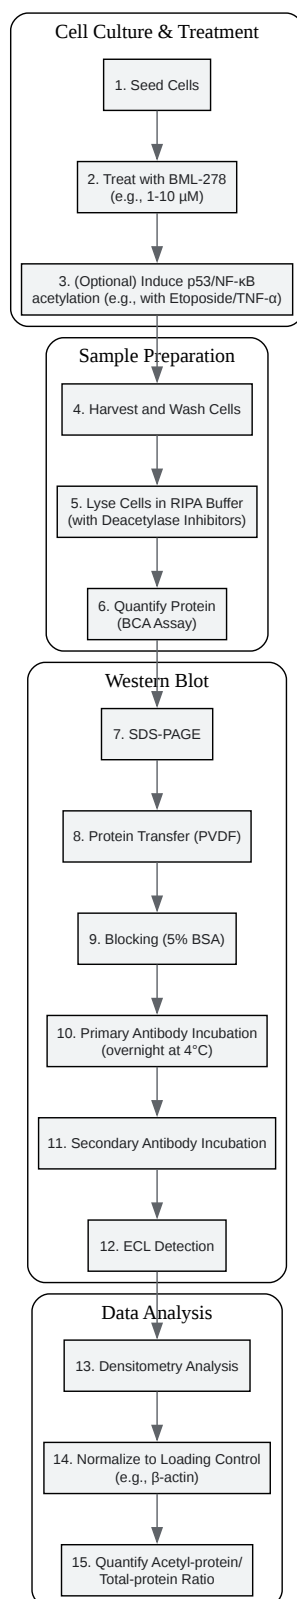 Cell Culture & Treatment
1. Seed Cells
2. Treat with BML-278
(e.g., 1-10 µM)
3. (Optional) Induce p53/NF-κB
acetylation (e.g., with Etoposide/TNF-α)
Sample Preparation
4. Harvest and Wash Cells
5. Lyse Cells in RIPA Buffer
(with Deacetylase Inhibitors)
6. Quantify Protein
(BCA Assay)
Western Blot
7. SDS-PAGE
8. Protein Transfer (PVDF)
9. Blocking (5% BSA)
10. Primary Antibody Incubation
(overnight at 4°C)
11. Secondary Antibody Incubation
12. ECL Detection
Data Analysis
13. Densitometry Analysis
14. Normalize to Loading Control
(e.g., β-actin)
15. Quantify Acetyl-protein/
Total-protein Ratio